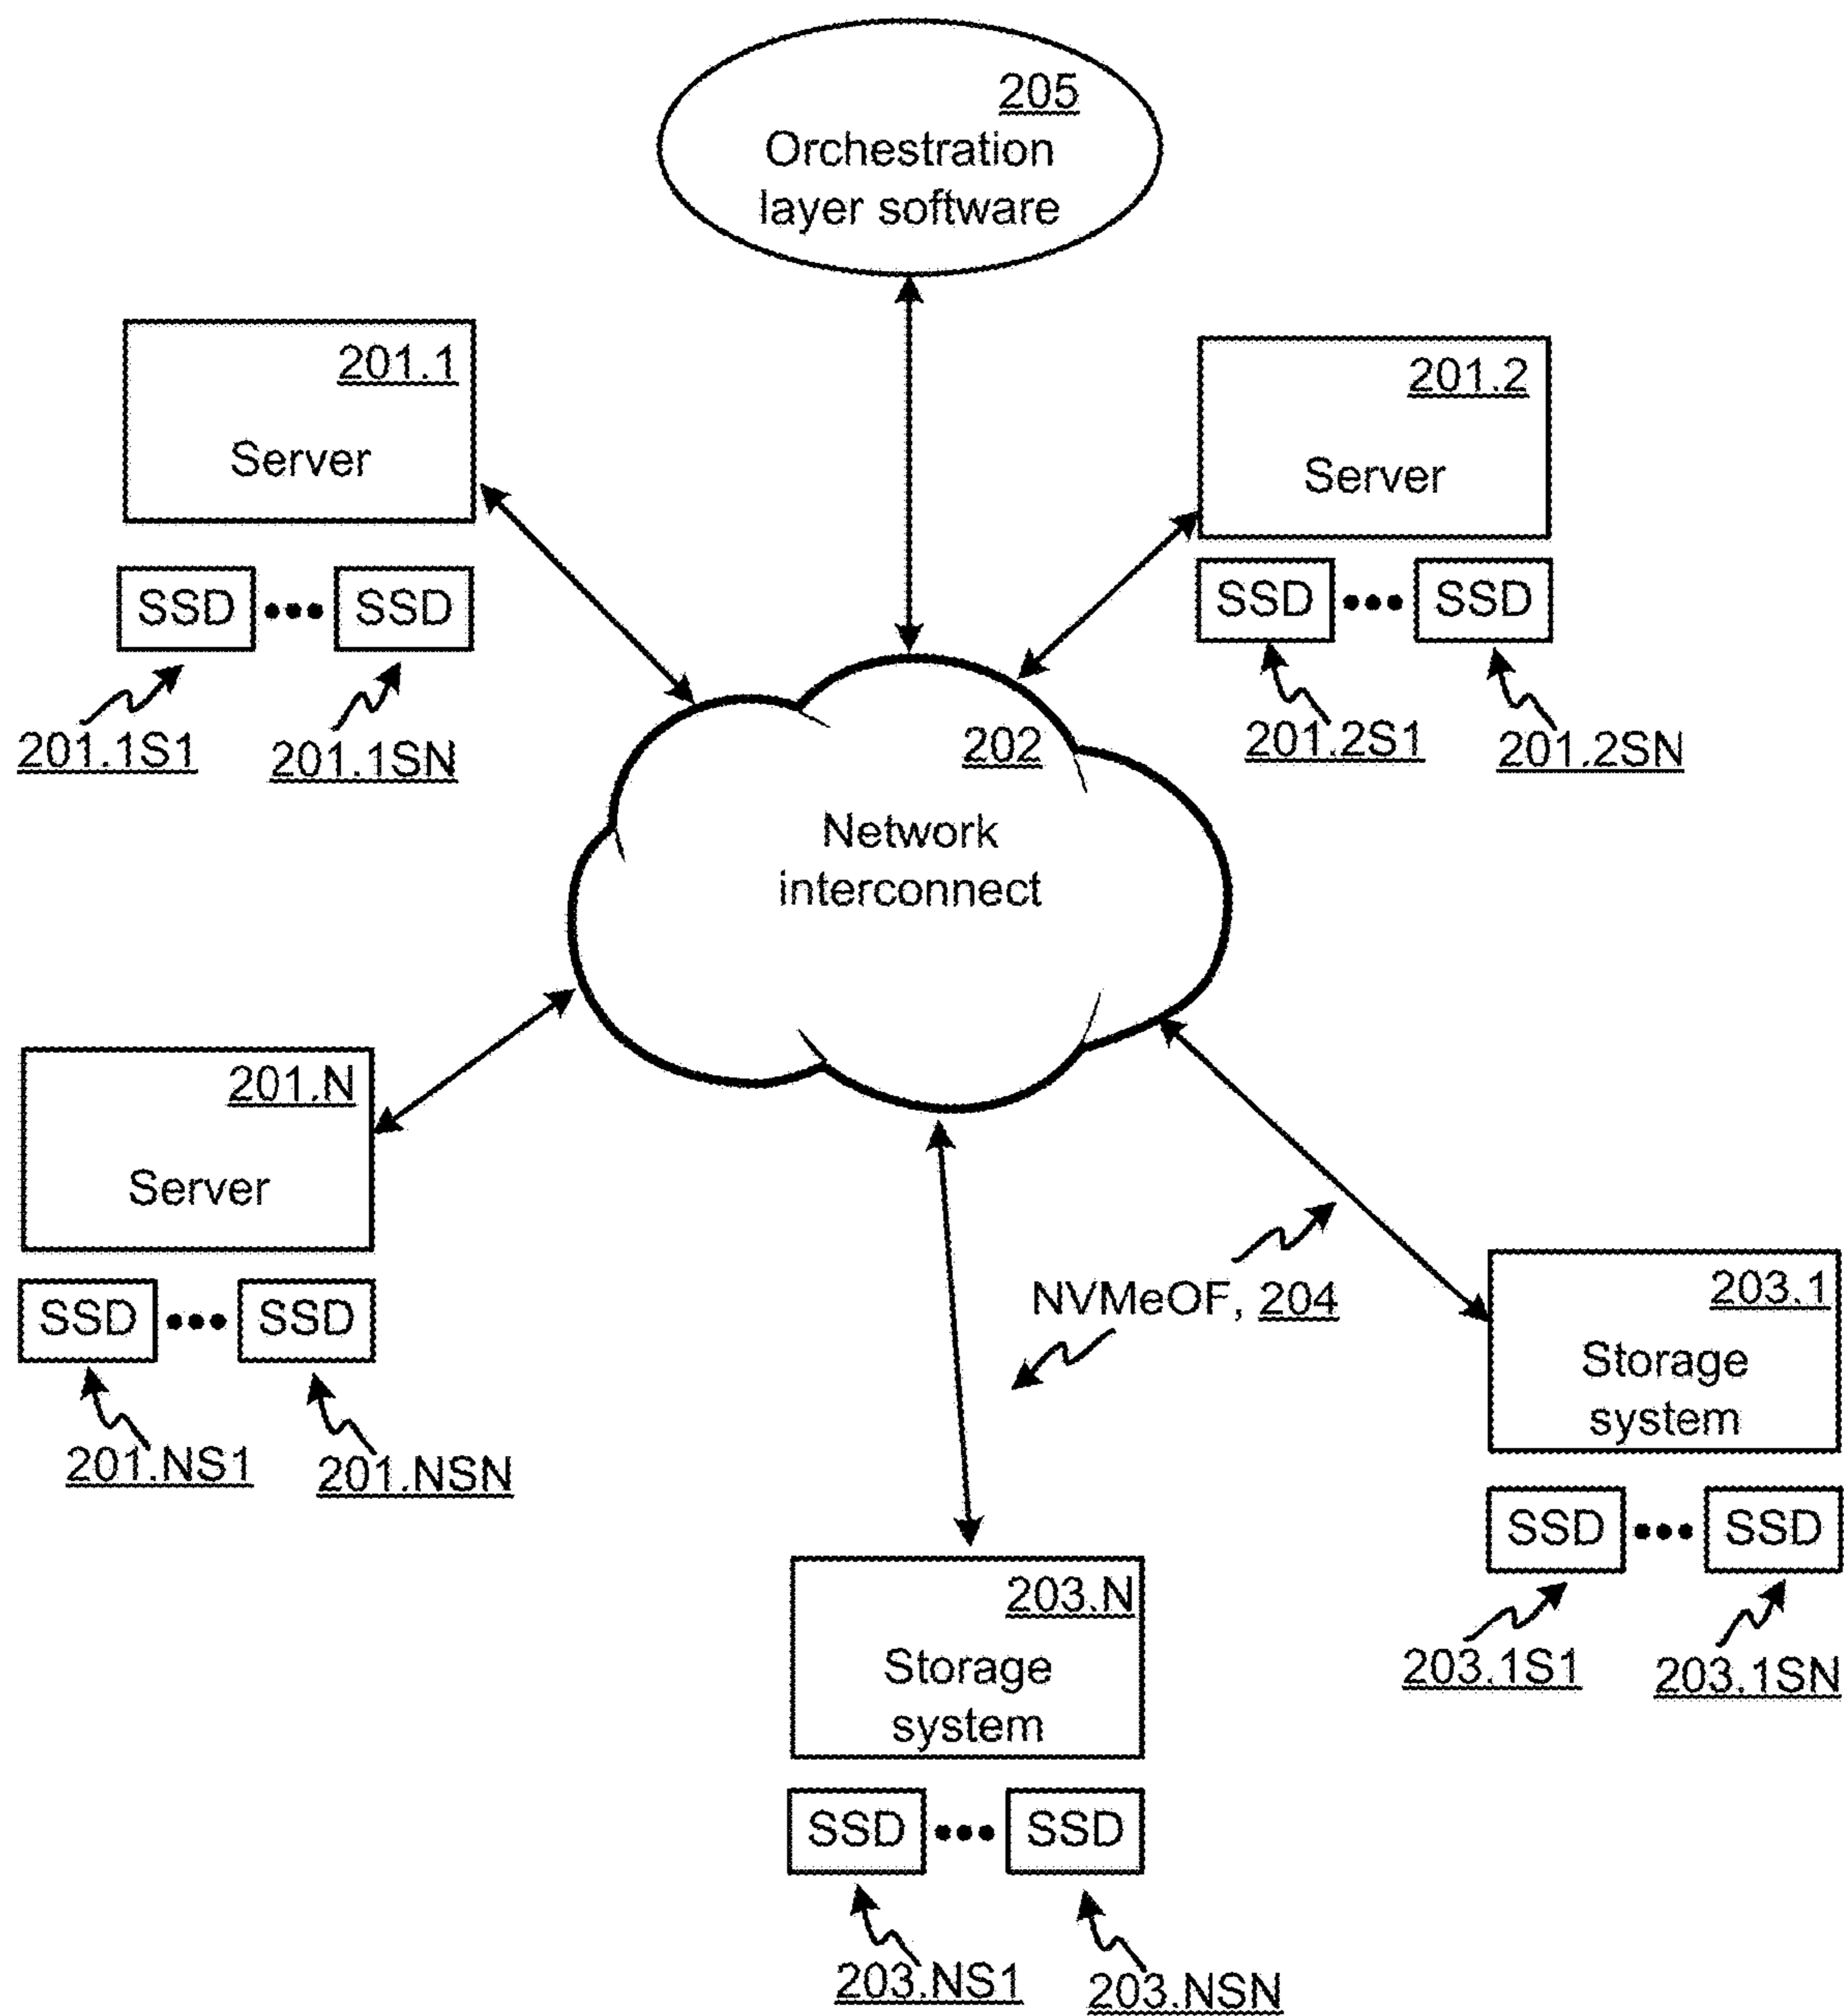 205
Orchestration
layer software
201.1
Server
SSD ••• SSD
201.1S1
201.1SN
201.2
Server
SSD ••• SSD
201.2S1
201.2SN
202
Network
interconnect
201.N
Server
SSD ••• SSD
201.NS1
201.NSN
NVMeOF, 204
203.1
Storage
system
SSD ••• SSD
203.1S1
203.1SN
203.N
Storage
system
SSD ••• SSD
203.NS1
203.NSN